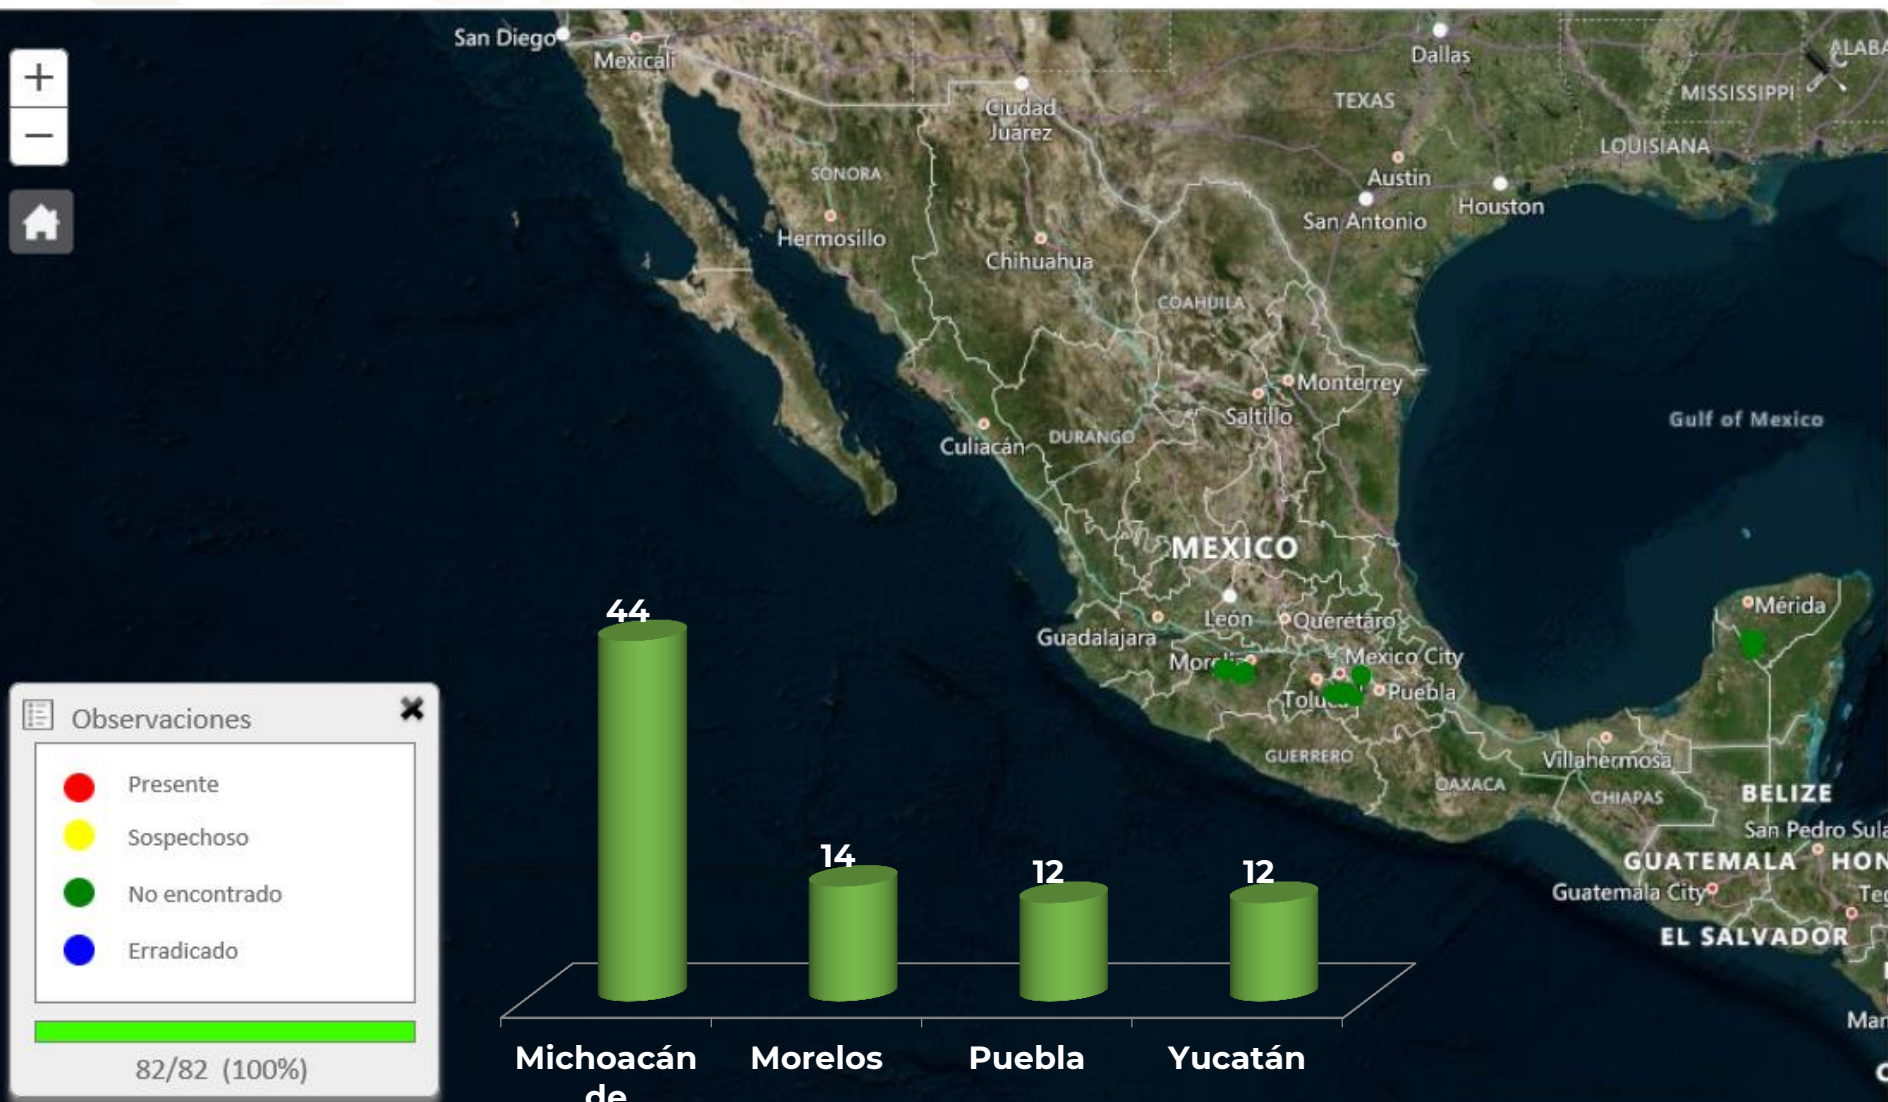 San Diego
Mexicali
Ciudad
Juárez
Dallas
TEXAS
MISSISSIPPI
LOUISIANA
Austin
San Antonio
Houston
SONORA
Hermosillo
Chihuahua
COAHUILA
Monterrey
Saltillo
Culiacán
DURANGO
Gulf of Mexico
MEXICO
León
Querétaro
Guadalajara
Mexico City
Puebla
Mérida
GUERRERO
OAXACA
Villahermosa
CHIAPAS
BELIZE
San Pedro Sula
GUATEMALA
HON
Guatemala City
Teg
EL SALVADOR
Observaciones
Presente
Sospechoso
No encontrado
Erradicado
82/82 (100%)
44
14
12
12
Michoacán
de
Morelos
Puebla
Yucatán